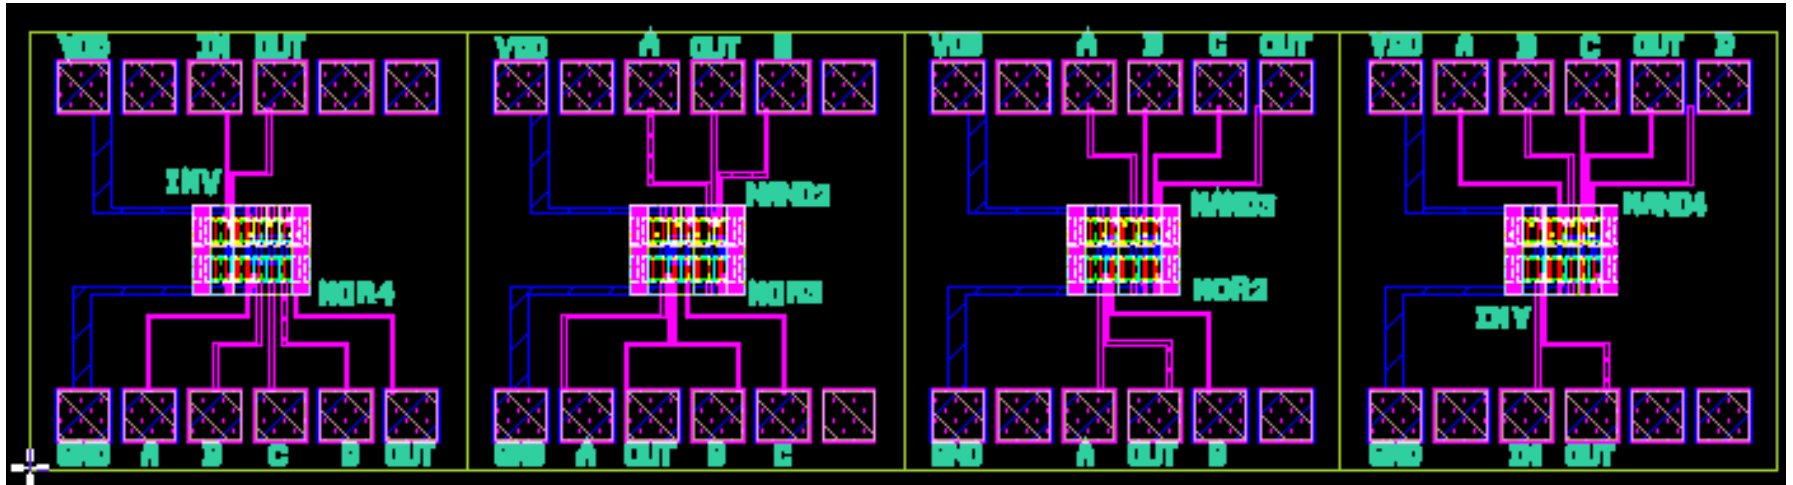 VDD IN OUT VDD A OUT B VDD A B C OUT VDD A B C OUT D
INV NAND2 NAND3 NAND4
NOR4 NOR3 NOR2 INV
GND A B C D OUT GND A OUT B C GND A OUT B GND IN OUT